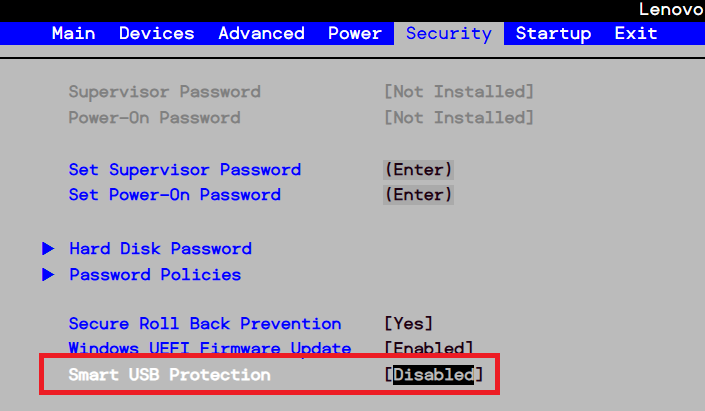 Lenovo
Main Devices Advanced Power Security Startup Exit
Supervisor Password [Not Installed]
Power-On Password [Not Installed]
Set Supervisor Password (Enter)
Set Power-On Password (Enter)
Hard Disk Password
Password Policies
Secure Roll Back Prevention [Yes]
Windows UEFI Firmware Update [Enabled]
Smart USB Protection [Disabled]